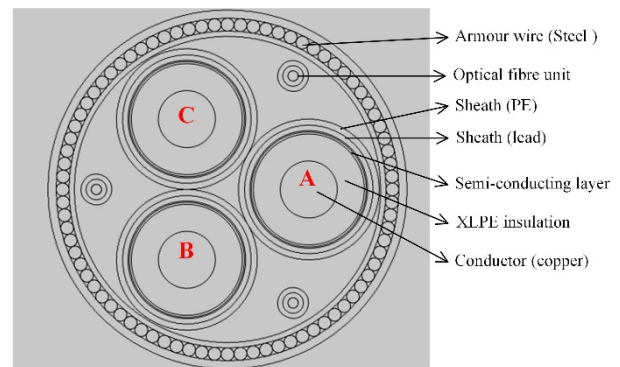 Armour wire (Steel )
Optical fibre unit
Sheath (PE)
C
Sheath (lead)
A
Semi-conducting layer
XLPE insulation
B
Conductor (copper)